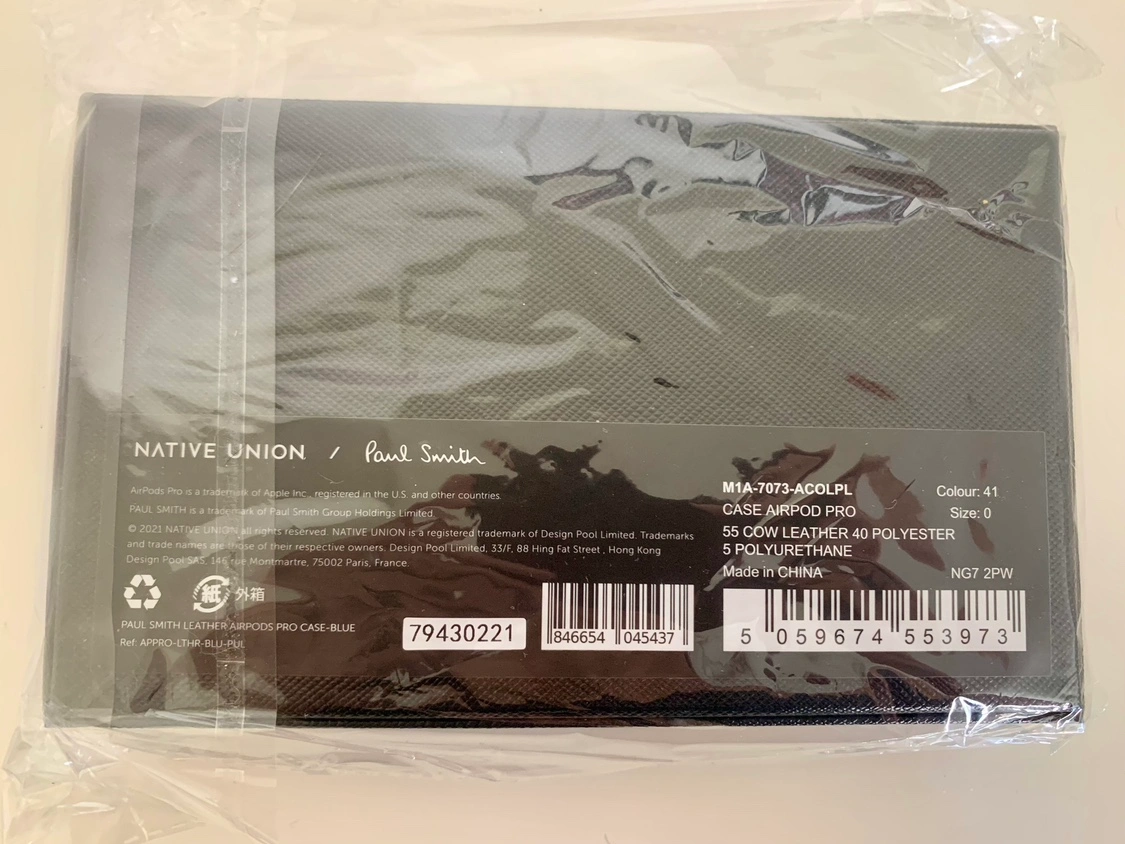 NATIVE UNION / Paul Smith
AirPods Pro is a trademark of Apple Inc., registered in the U.S. and other countries.
PAUL SMITH is a trademark of Paul Smith Group Holdings Limited.
© 2021 NATIVE UNION all rights reserved. NATIVE UNION is a registered trademark of Design Pool Limited. Trademarks
and trade names are those of their respective owners. Design Pool Limited, 33/F, 88 Hing Fat Street , Hong Kong
Design Pool SAS, 146 rue Montmartre, 75002 Paris, France.
紙 外箱
PAUL SMITH LEATHER AIRPODS PRO CASE-BLUE
Ref: APPRO-LTHR-BLU-PUL
79430221
846654 045437
M1A-7073-ACOLPL Colour: 41
CASE AIRPOD PRO Size: 0
55 COW LEATHER 40 POLYESTER
5 POLYURETHANE
Made in CHINA NG7 2PW
5 059674 553973